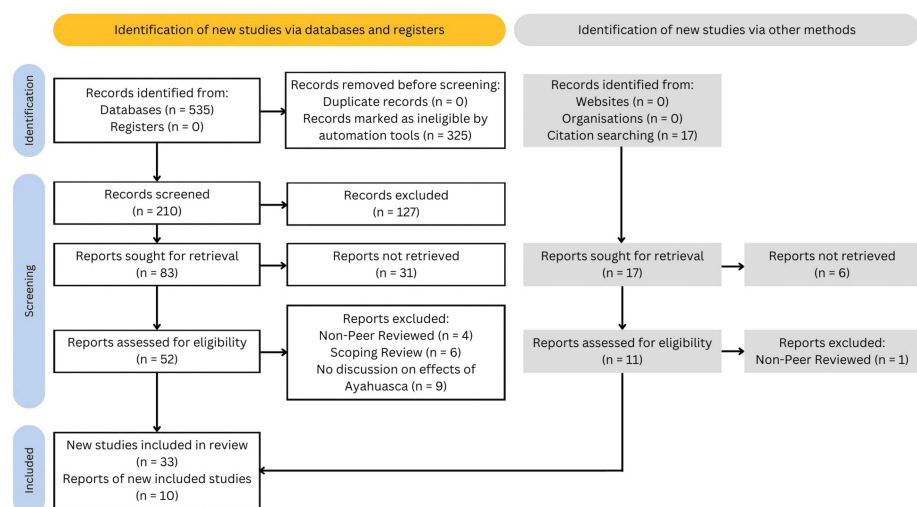 Identification of new studies via databases and registers
Identification of new studies via other methods
Identification
Records identified from:
Databases (n = 535)
Registers (n = 0)
Records removed before screening:
Duplicate records (n = 0)
Records marked as ineligible by
automation tools (n = 325)
Records identified from:
Websites (n = 0)
Organisations (n = 0)
Citation searching (n = 17)
Screening
Records screened
(n = 210)
Records excluded
(n = 127)
Reports sought for retrieval
(n = 83)
Reports not retrieved
(n = 31)
Reports sought for retrieval
(n = 17)
Reports not retrieved
(n = 6)
Reports assessed for eligibility
(n = 52)
Reports excluded:
Non-Peer Reviewed (n = 4)
Scoping Review (n = 6)
No discussion on effects of
Ayahuasca (n = 9)
Reports assessed for eligibility
(n = 11)
Reports excluded:
Non-Peer Reviewed (n = 1)
Included
New studies included in review
(n = 33)
Reports of new included studies
(n = 10)